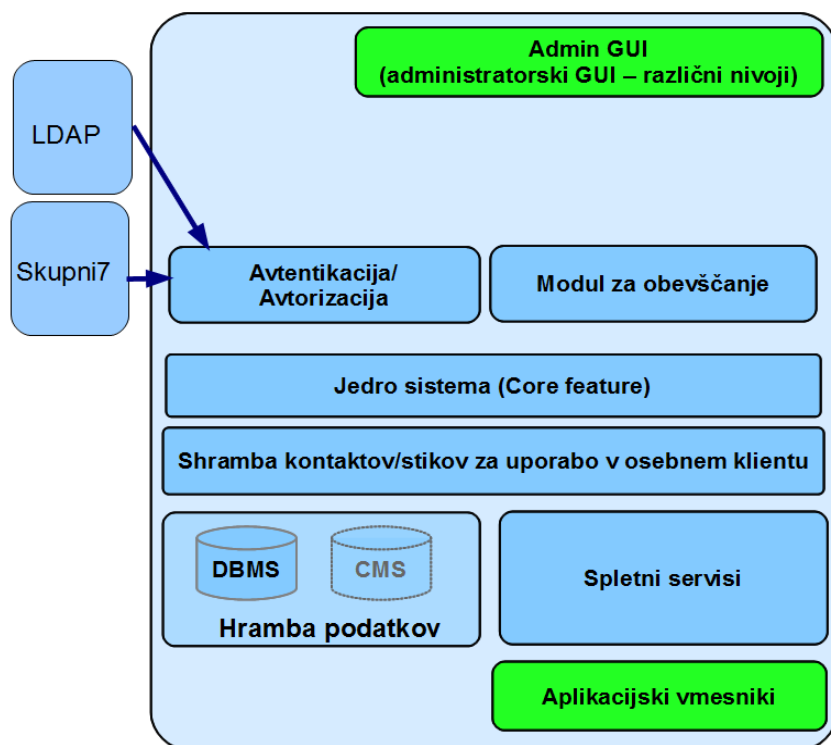 Admin GUI
(administratorski GUI – različni nivoji)
LDAP
Skupni7
Avtentikacija/
Avtorizacija
Modul za obevščanje
Jedro sistema (Core feature)
Shramba kontaktov/stikov za uporabo v osebnem klientu
DBMS
CMS
Hramba podatkov
Spletni servisi
Aplikacijski vmesniki